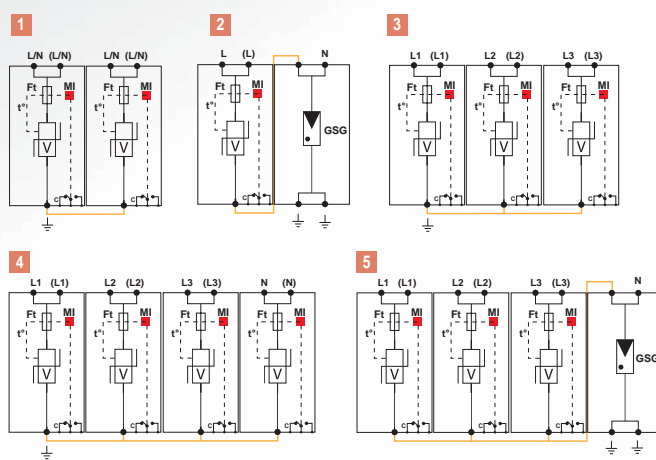 1
L/N (L/N) L/N (L/N)
Ft MI Ft MI
t° t°
V V
C C
2
L (L) N
Ft MI
t°
GSG
V
C
3
L1 (L1) L2 (L2) L3 (L3)
Ft MI Ft MI Ft MI
t° t° t°
V V V
C C C
4
L1 (L1) L2 (L2) L3 (L3) N (N)
Ft MI Ft MI Ft MI Ft MI
t° t° t° t°
V V V V
C C C C
5
L1 (L1) L2 (L2) L3 (L3) N
Ft MI Ft MI Ft MI
t° t° t°
GSG
V V V
C C C